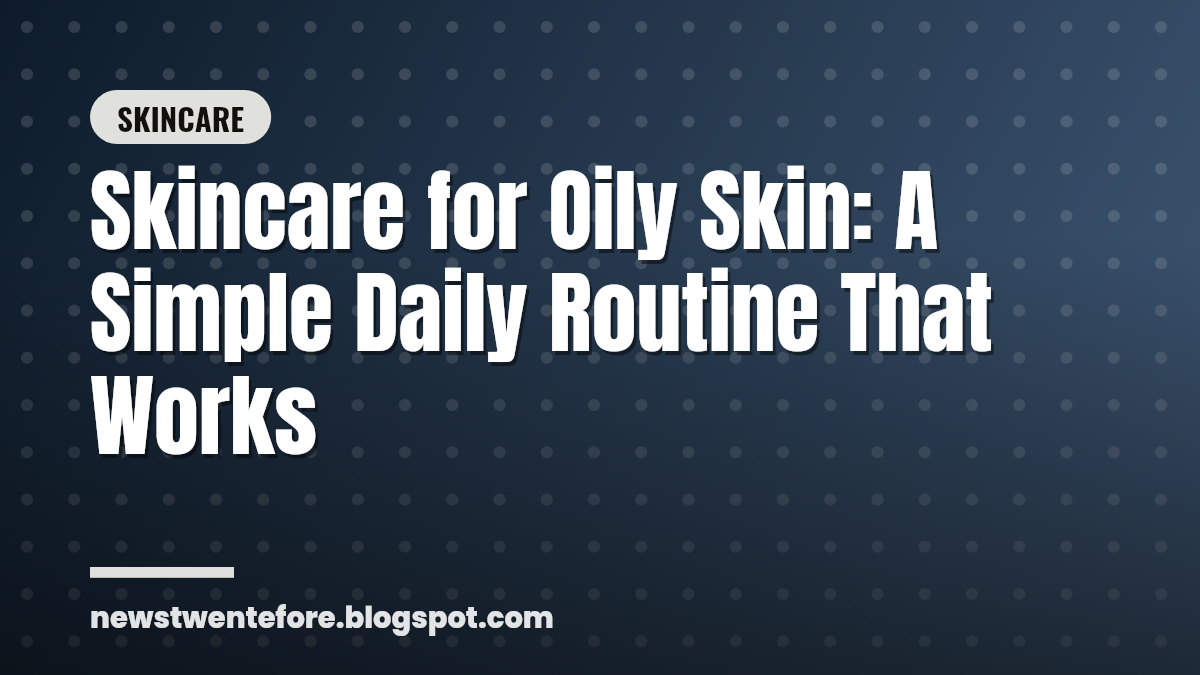 SKINCARE
Skincare for Oily Skin: A
Simple Daily Routine That
Works
newstwentefore.blogspot.com